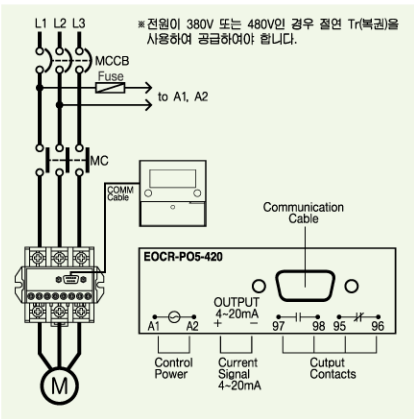 L1 L2 L3
※전원이 380V 또는 480V인 경우 절연 Tr(복권)을
사용하여 공급하여야 합니다.
MCCB
Fuse
to A1, A2
MC
COMM
Cable
Communication
Cable
EOCR-PO5-420
OUTPUT
4~20mA
A1 A2 + - 97 98 95 96
Control
Power
Current
Signal
4~20mA
Cutput
Contacts
M